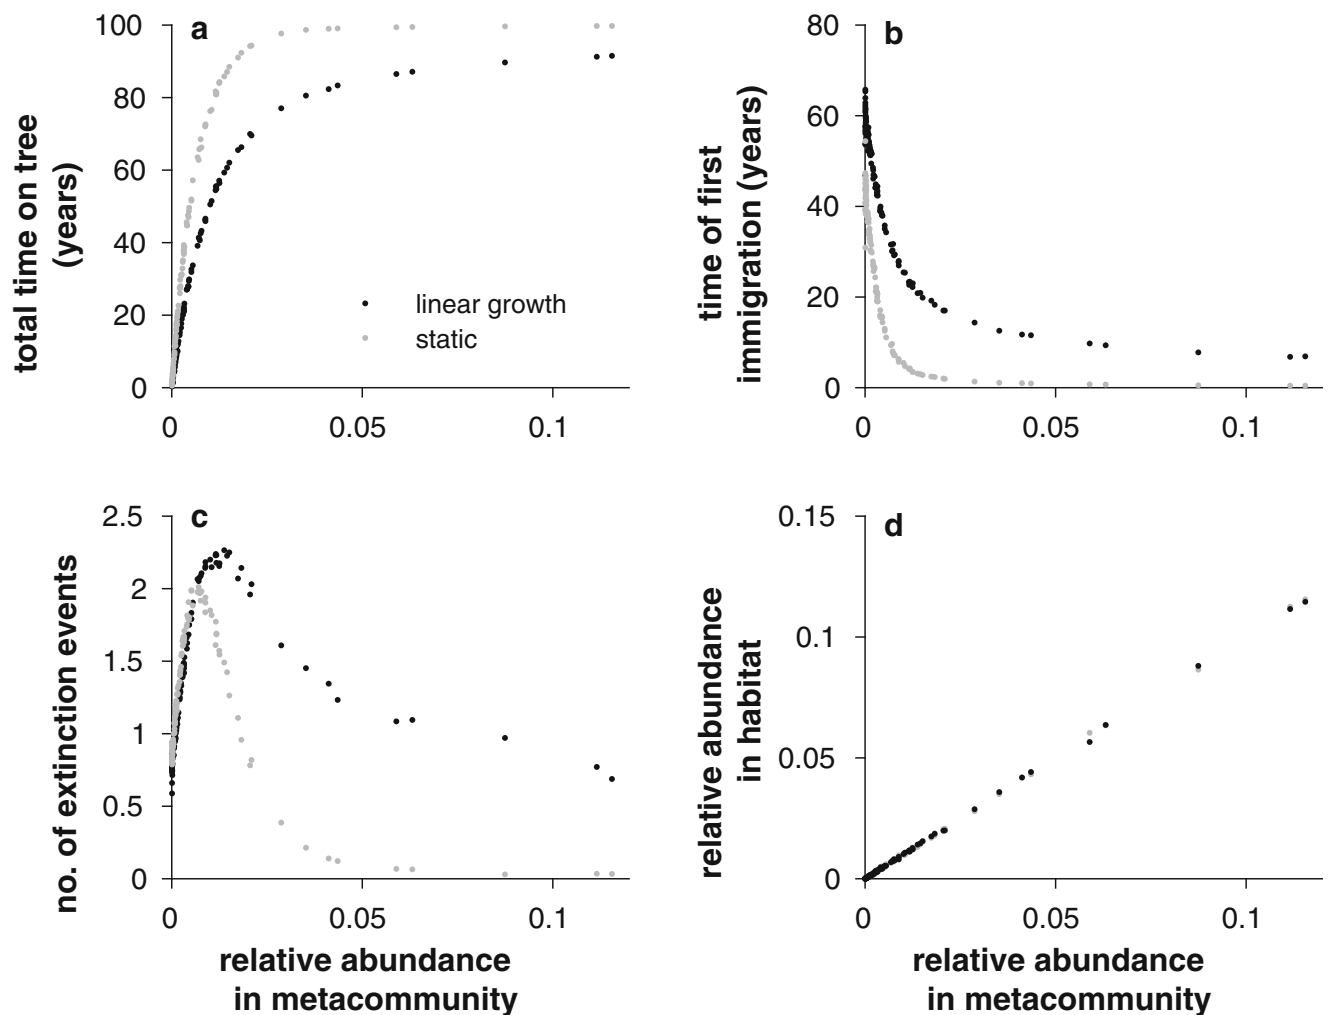 a
100
80
60
40
20
0
total time on tree
(years)
linear growth
static
0
0.05
0.1
b
80
60
40
20
0
time of first
immigration (years)
0
0.05
0.1
c
2.5
2
1.5
1
0.5
0
no. of extinction events
0
0.05
0.1
relative abundance
in metacommunity
d
0.15
0.1
0.05
0
relative abundance
in habitat
0
0.05
0.1
relative abundance
in metacommunity